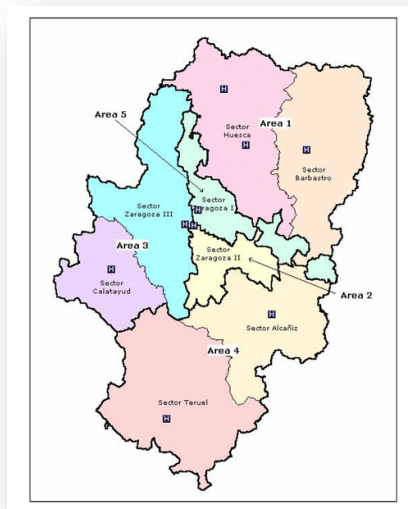 H
Area 5
Area 1
Sector
Huesca
H
H
Sector
Barbastro
Sector
Zaragoza III
Sector
ragoza I
H
H
H
Area 3
Sector
Zaragoza II
H
Sector
Calatayud
Area 2
H
Sector Alcañiz
Area 4
Sector Teruel
H